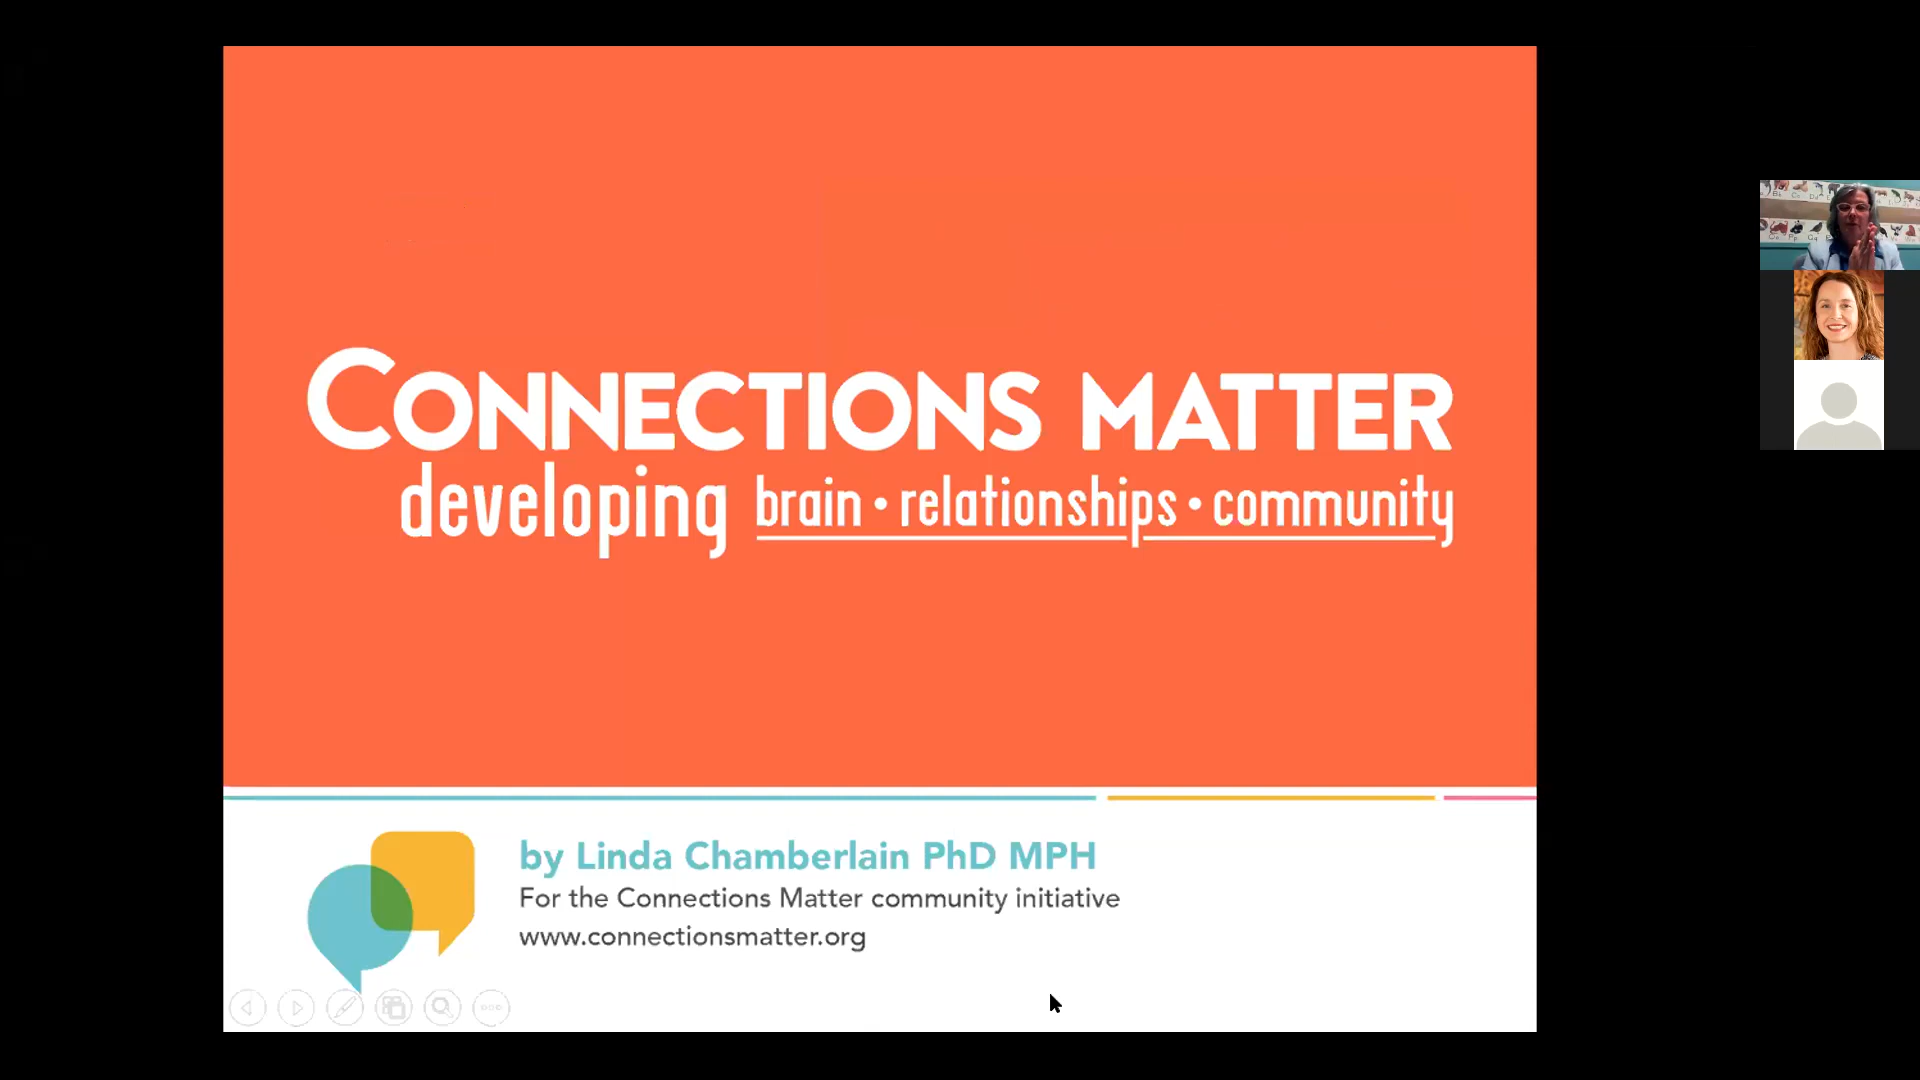 CONNECTIONS MATTER
developing brain • relationships • community
by Linda Chamberlain PhD MPH
For the Connections Matter community initiative
www.connectionsmatter.org